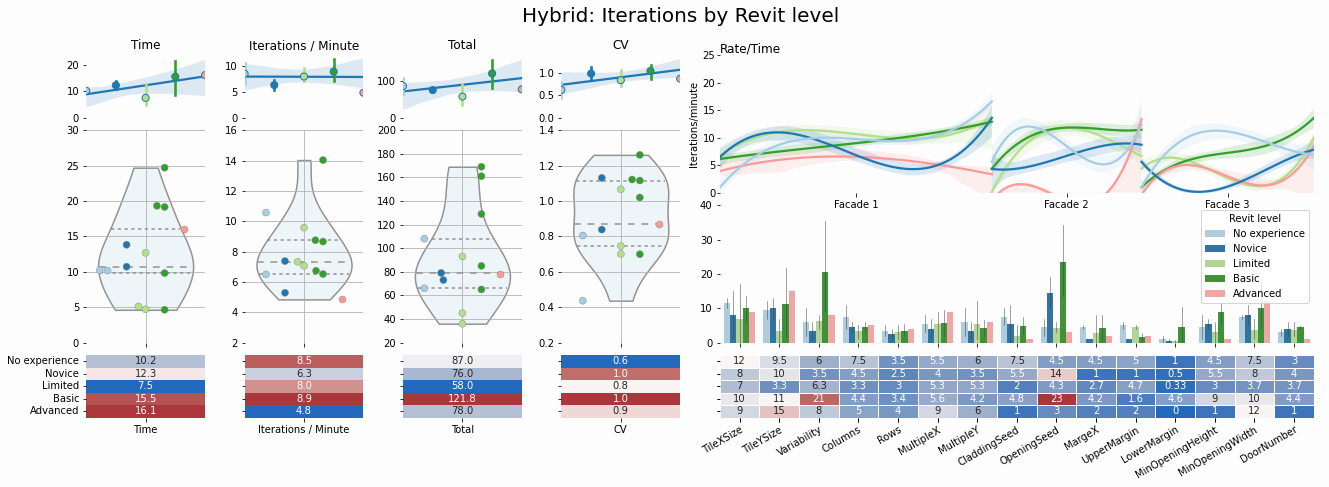 Hybrid: Iterations by Revit level
Time
Iterations / Minute
Total
CV
Rate/Time
20
10
0
10
5
0
100
0
1.0
0.5
0.0
25
20
15
10
5
0
Iterations/minute
Facade 1
Facade 2
Facade 3
30
25
20
15
10
5
0
16
14
12
10
8
6
4
2
200
180
160
140
120
100
80
60
40
20
1.4
1.2
1.0
0.8
0.6
0.4
0.2
40
30
20
10
0
Revit level
No experience
Novice
Limited
Basic
Advanced
No experience 10.2 8.5 87.0 0.6 12 9.5 6 7.5 3.5 5.5 6 7.5 4.5 4.5 5 1 4.5 7.5 3
Novice 12.3 6.3 76.0 1.0 8 10 3.5 4.5 2.5 4 3.5 5.5 14 1 1 0.5 5.5 8 4
Limited 7.5 8.0 58.0 0.8 7 3.3 6.3 3.3 3 5.3 5.3 2 4.3 2.7 4.7 0.33 3 3.7 3.7
Basic 15.5 8.9 121.8 1.0 10 11 21 4.4 3.4 5.6 4.2 4.8 23 4.2 1.6 4.6 9 10 4.4
Advanced 16.1 4.8 78.0 0.9 9 15 8 5 4 9 6 1 3 2 2 0 1 12 1
Time
Iterations / Minute
Total
CV
TileXSize
TileYSize
Variability
Columns
Rows
MultipleX
MultipleY
CladdingSeed
OpeningSeed
MargeX
UpperMargin
LowerMargin
MinOpeningHeight
MinOpeningWidth
DoorNumber